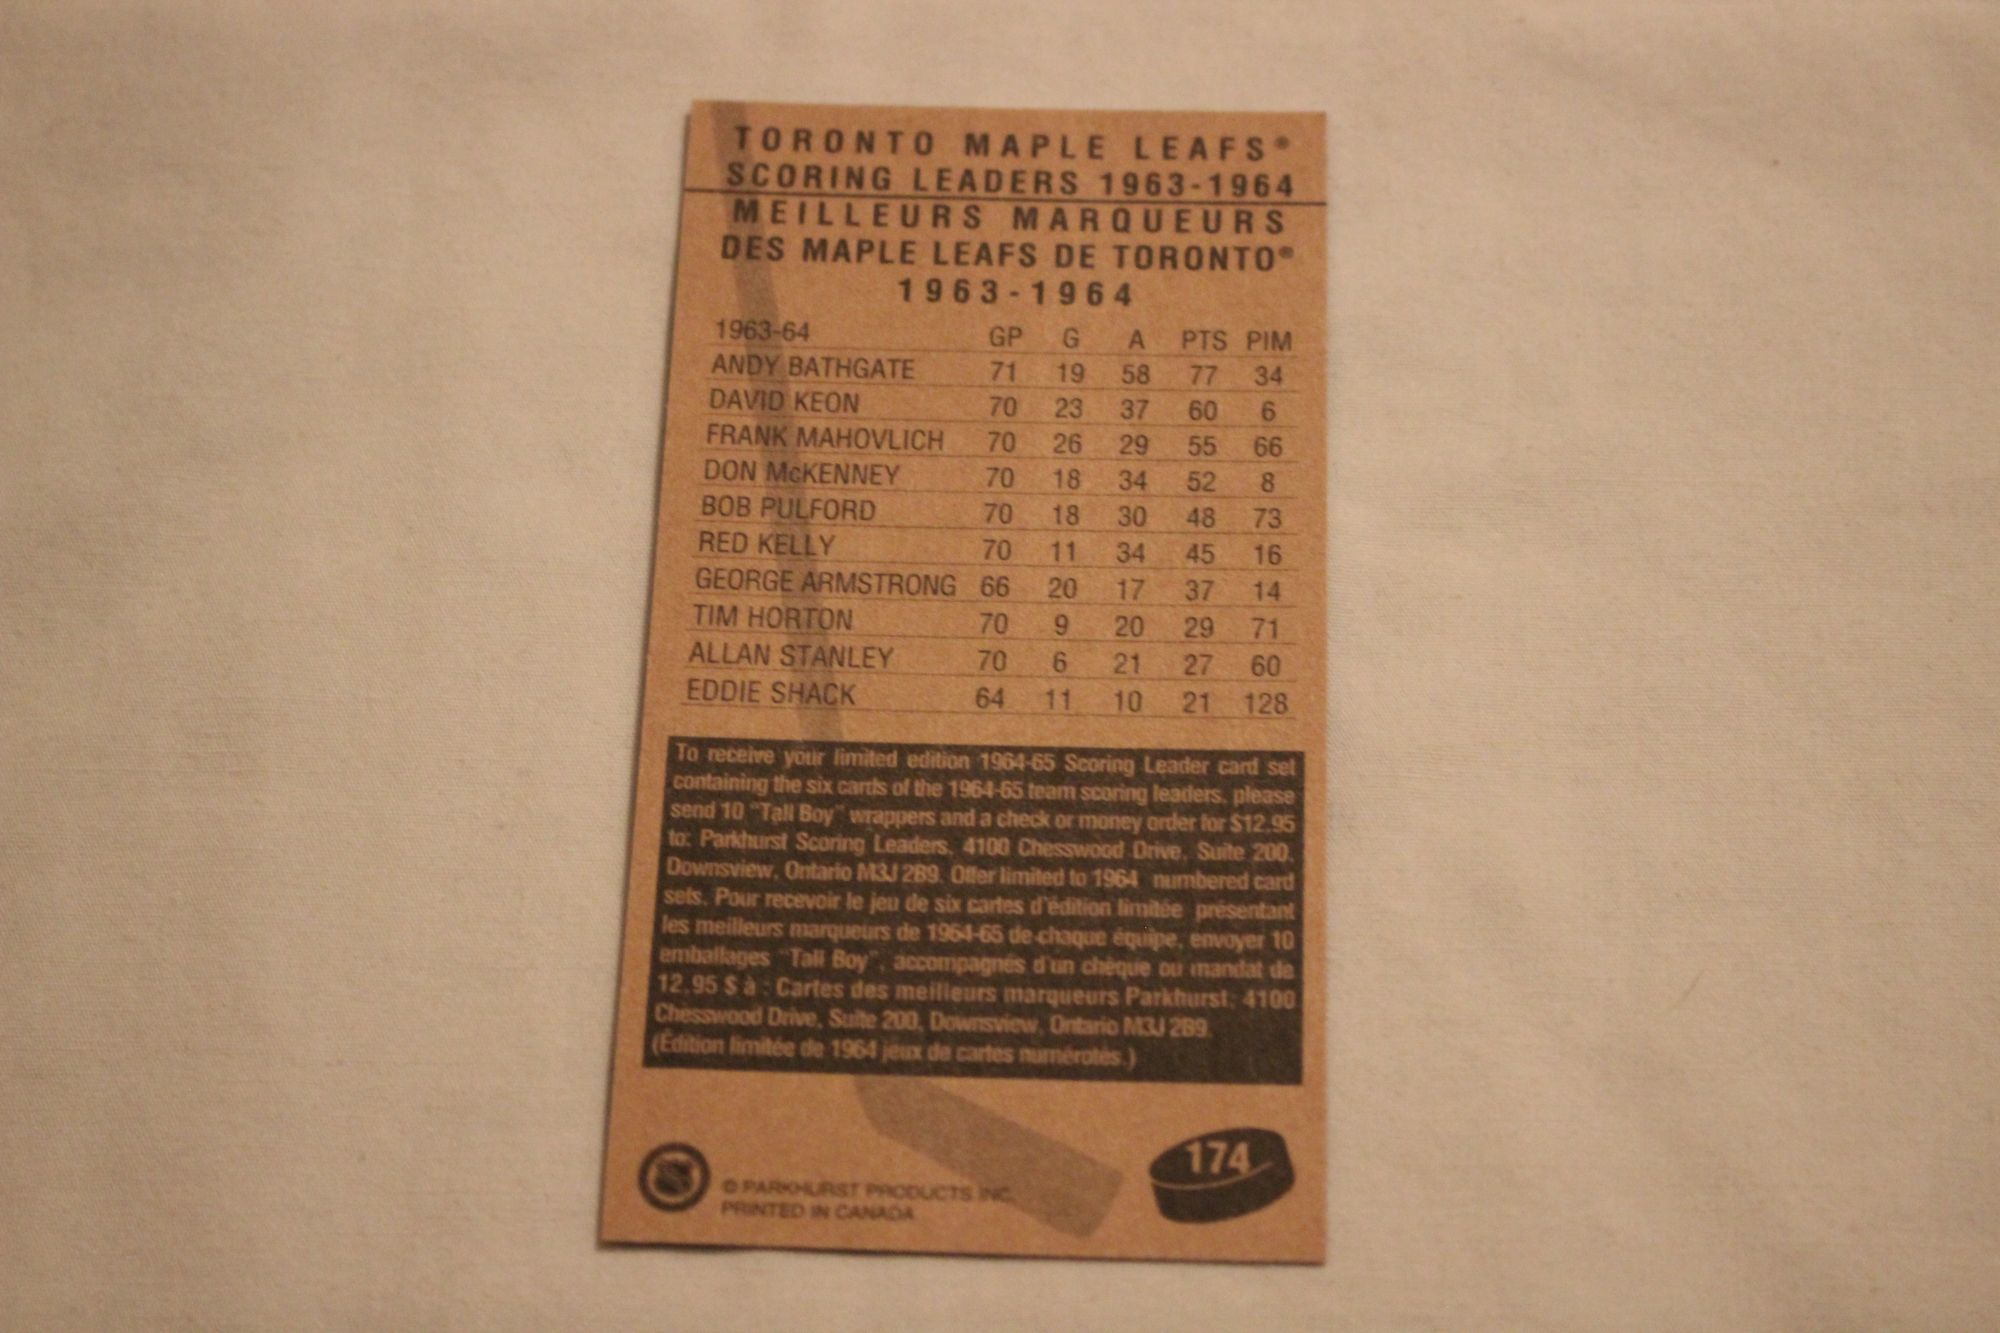 TORONTO MAPLE LEAFS®
SCORING LEADERS 1963-1964
MEILLEURS MARQUEURS
DES MAPLE LEAFS DE TORONTO®
1963-1964
1963-64 GP G A PTS PIM
ANDY BATHGATE 71 19 58 77 34
DAVID KEON 70 23 37 60 6
FRANK MAHOVLICH 70 26 29 55 66
DON McKENNEY 70 18 34 52 8
BOB PULFORD 70 18 30 48 73
RED KELLY 70 11 34 45 16
GEORGE ARMSTRONG 66 20 17 37 14
TIM HORTON 70 9 20 29 71
ALLAN STANLEY 70 6 21 27 60
EDDIE SHACK 64 11 10 21 128
To receive your limited edition 1964-65 Scoring Leader card set
containing the six cards of the 1964-65 team scoring leaders, please
send 10 "Tall Boy" wrappers and a check or money order for $12.95
to: Parkhurst Scoring Leaders, 4100 Chesswood Drive, Suite 200,
Downsview, Ontario M3J 2B9. Offer limited to 1964 numbered card
sets. Pour recevoir le jeu de six cartes d'édition limitée présentant
les meilleurs marqueurs de 1964-65 de chaque équipe, envoyer 10
emballages "Tall Boy", accompagnés d'un chèque ou mandat de
12.95 $ à : Cartes des meilleurs marqueurs Parkhurst, 4100
Chesswood Drive, Suite 200, Downsview, Ontario M3J 2B9.
(Édition limitée de 1964 jeux de cartes numérotés.)
174
© PARKHURST PRODUCTS INC.
PRINTED IN CANADA